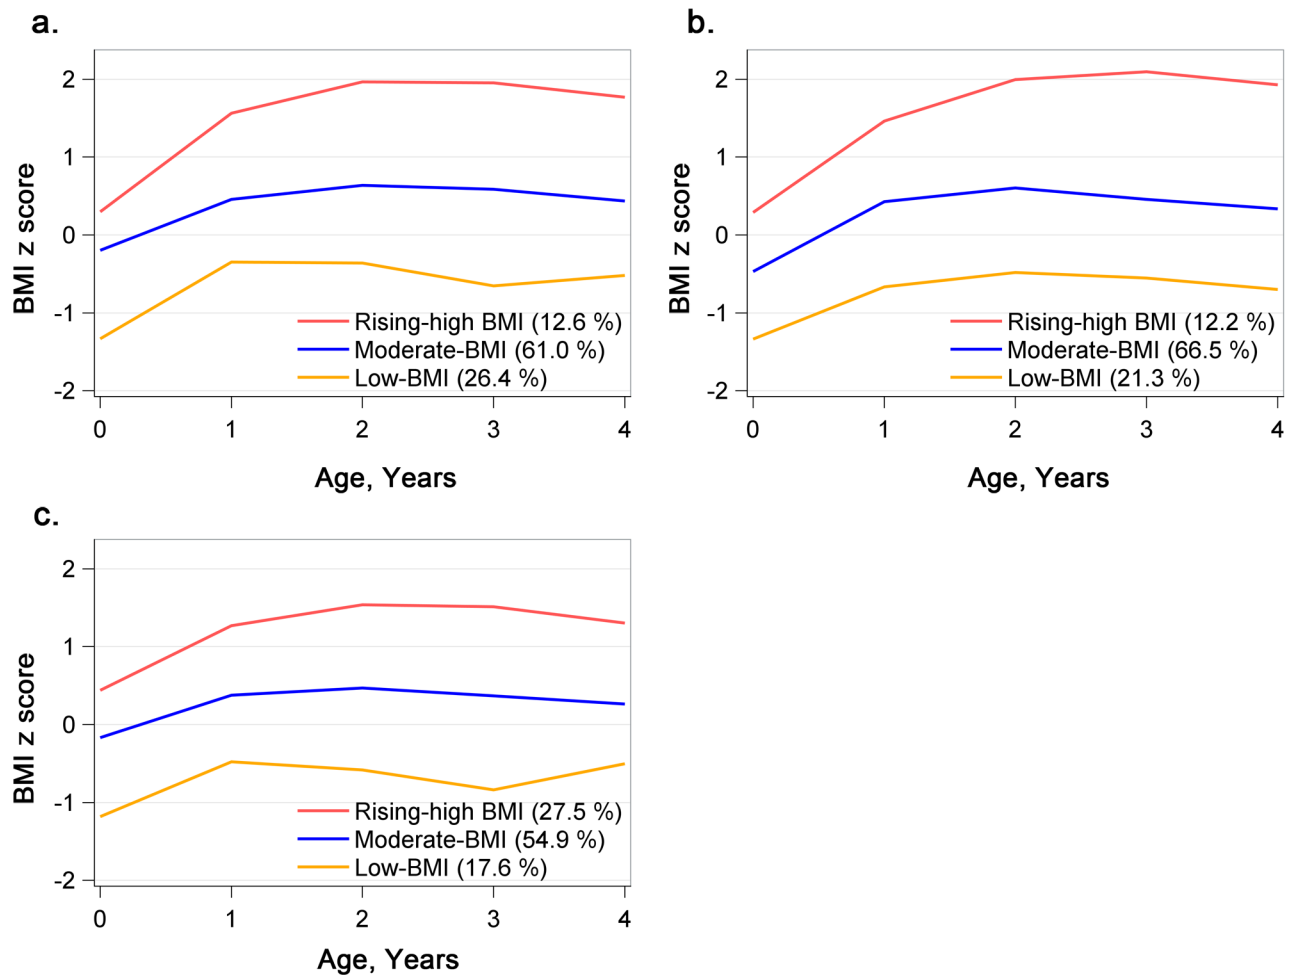 a.
2
1
0
-1
-2
BMI z score
Rising-high BMI (12.6 %)
Moderate-BMI (61.0 %)
Low-BMI (26.4 %)
0 1 2 3 4
Age, Years
b.
2
1
0
-1
-2
BMI z score
Rising-high BMI (12.2 %)
Moderate-BMI (66.5 %)
Low-BMI (21.3 %)
0 1 2 3 4
Age, Years
c.
2
1
0
-1
-2
BMI z score
Rising-high BMI (27.5 %)
Moderate-BMI (54.9 %)
Low-BMI (17.6 %)
0 1 2 3 4
Age, Years